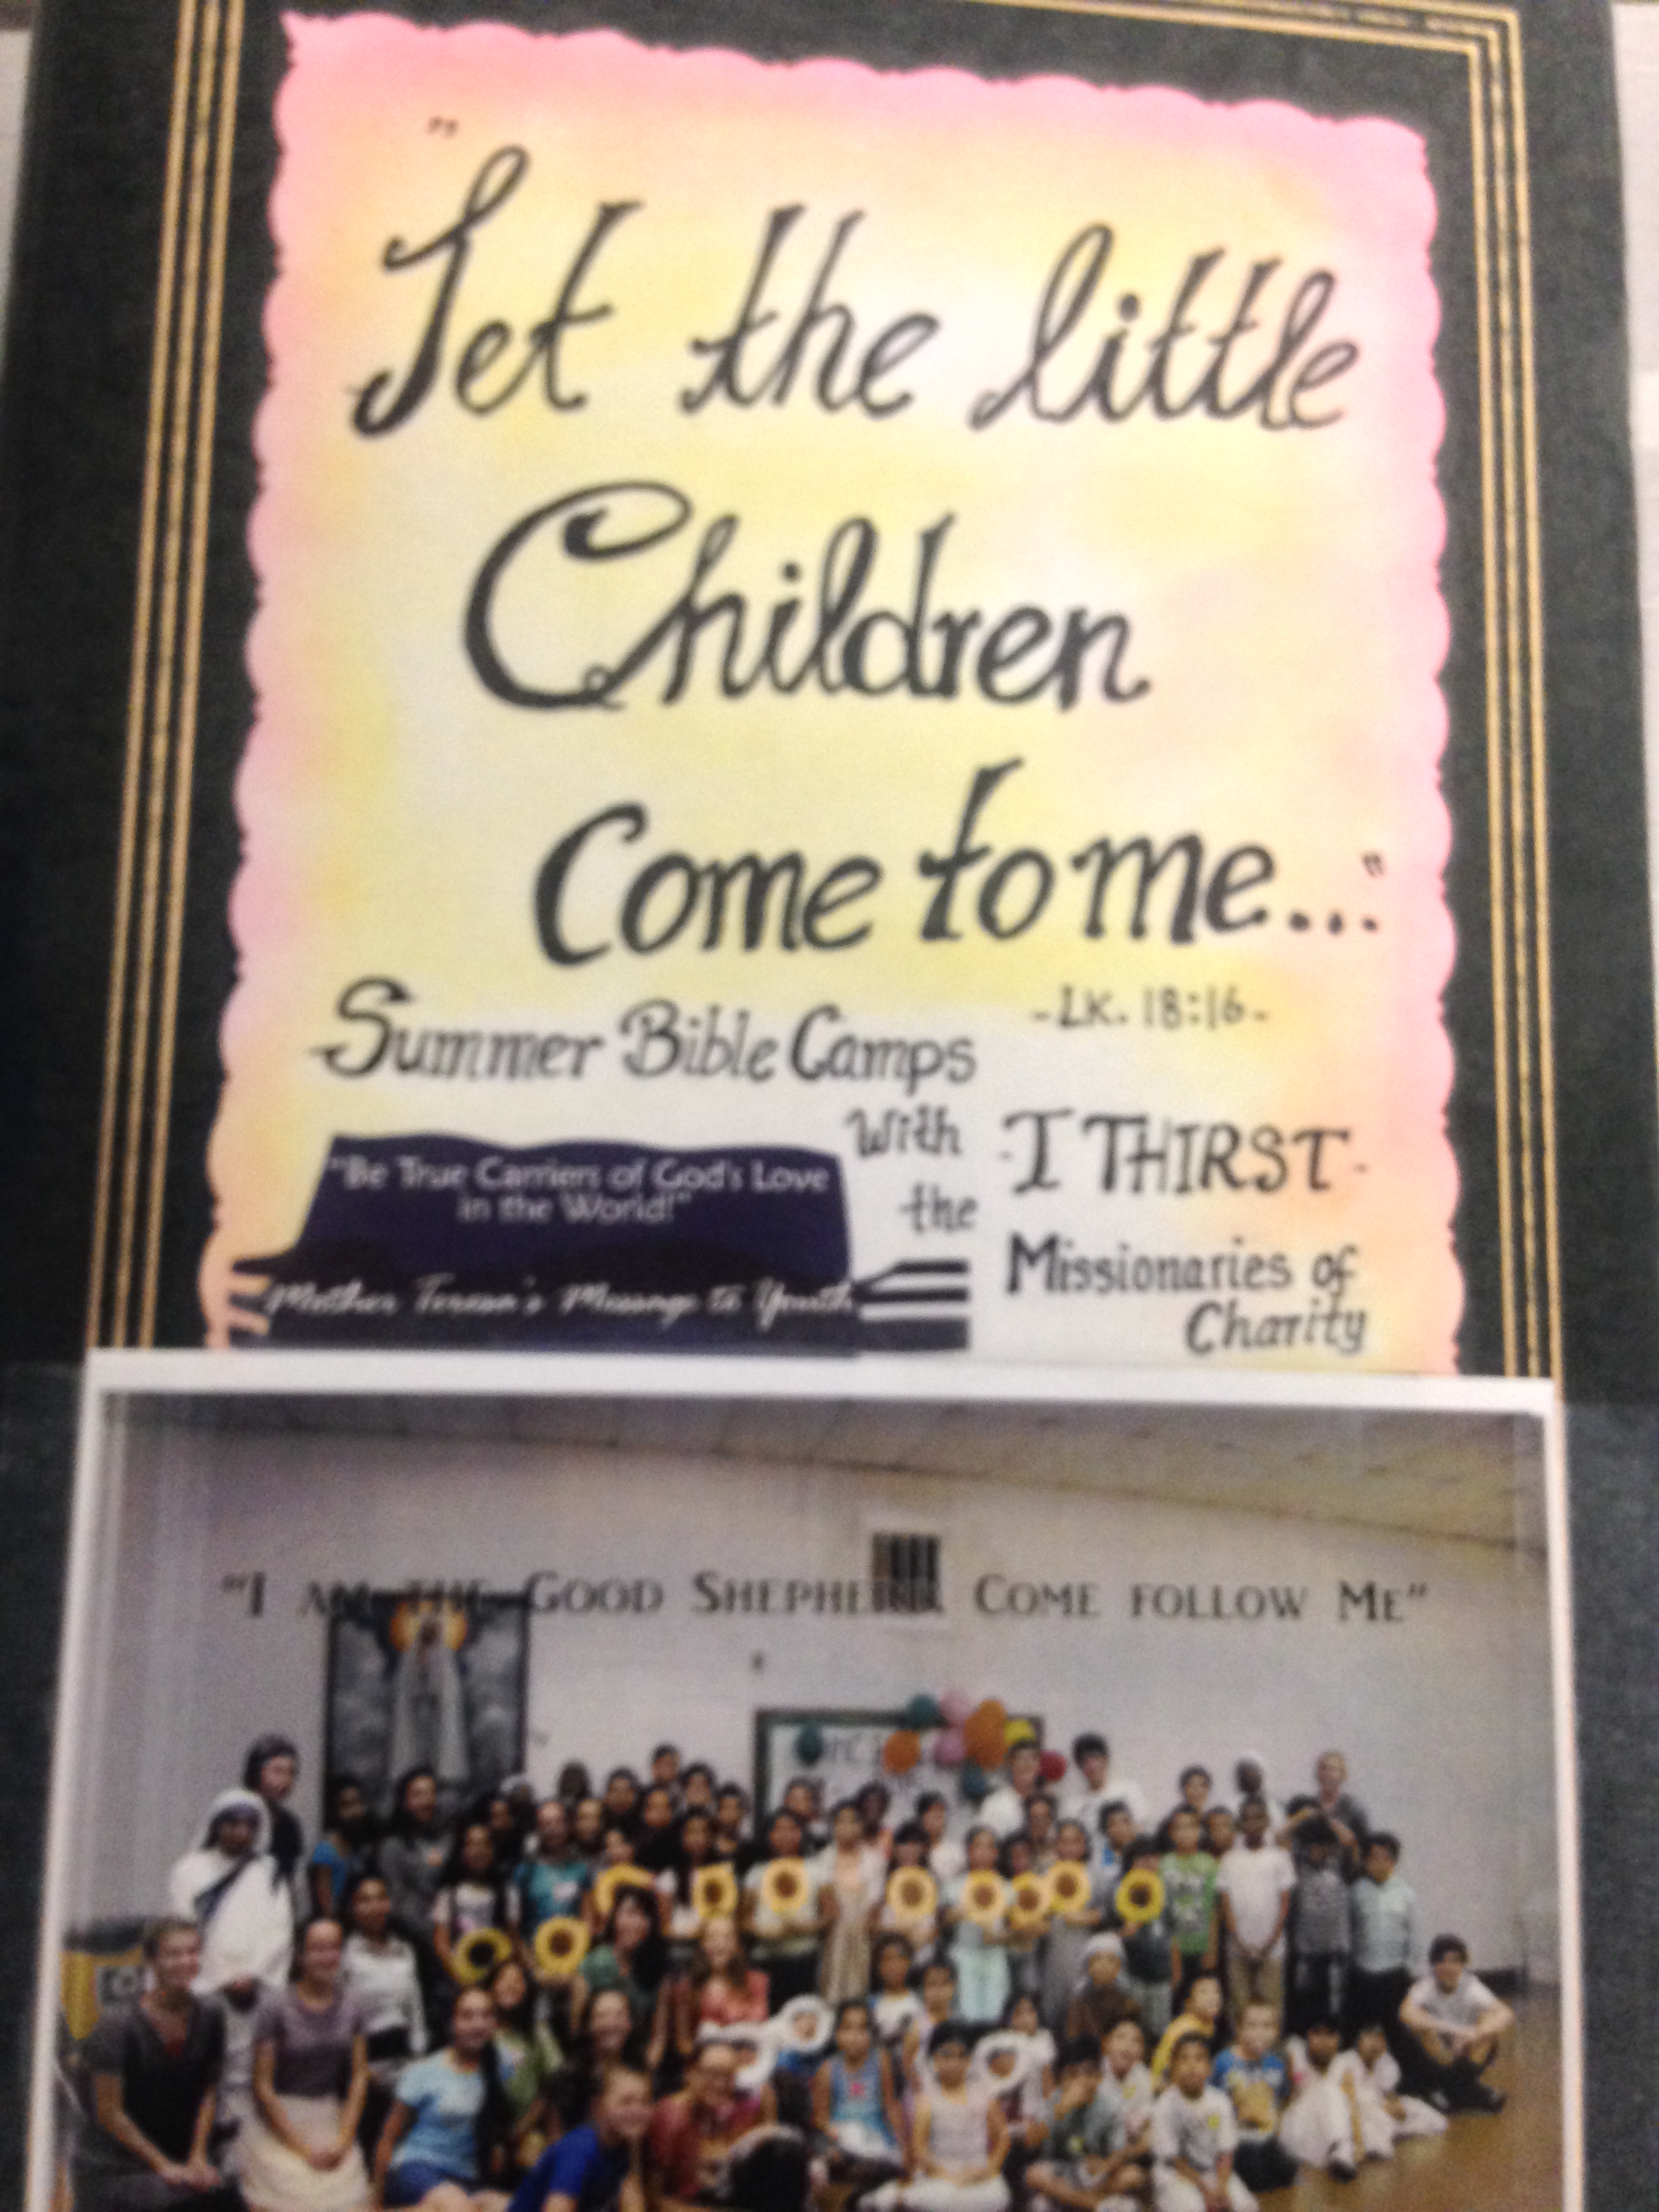 "Let the little
Children
Come to me..."
-LK. 18:16-
Summer Bible Camps
With
the
-I THIRST-
Missionaries of
Charity
"Be True Carriers of God's Love
in the World!"
Mother Teresa's Message to Youth
"I AM THE GOOD SHEPHERD COME FOLLOW ME"